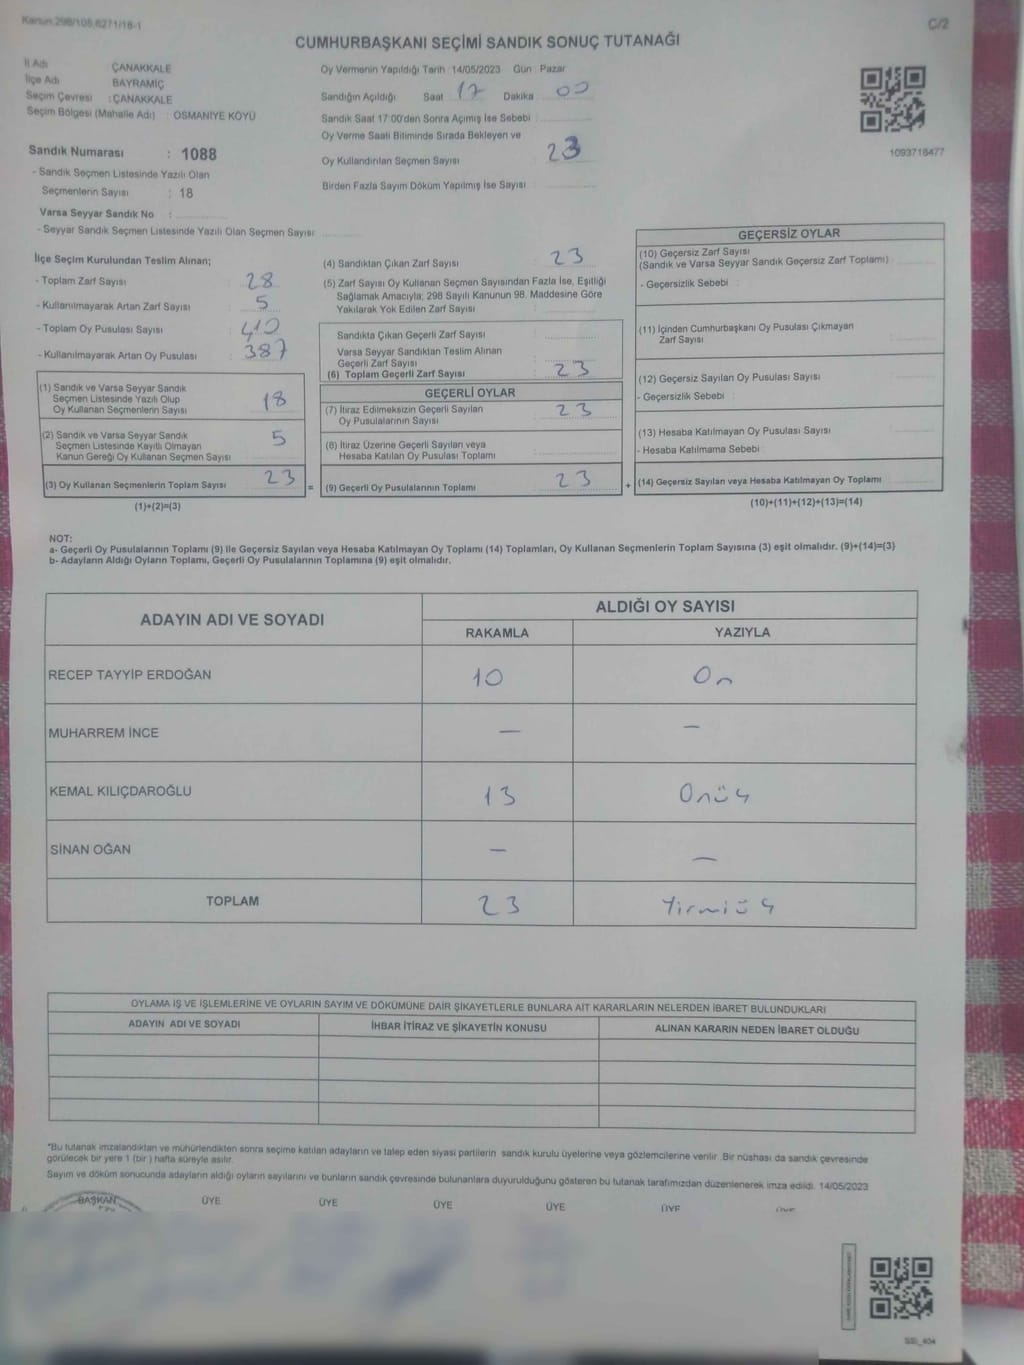 Kanun.298/105,6271/16-1
C/2
CUMHURBAŞKANI SEÇİMİ SANDIK SONUÇ TUTANAĞI
İl Adı ÇANAKKALE
İlçe Adı BAYRAMİÇ
Seçim Çevresi : ÇANAKKALE
Seçim Bölgesi (Mahalle Adı) : OSMANİYE KÖYÜ
Sandık Numarası : 1088
- Sandık Seçmen Listesinde Yazılı Olan
Seçmenlerin Sayısı : 18
Varsa Seyyar Sandık No :
- Seyyar Sandık Seçmen Listesinde Yazılı Olan Seçmen Sayısı:
Oy Vermenin Yapıldığı Tarih :14/05/2023 Gün : Pazar
Sandığın Açıldığı Saat 17 Dakika 00
Sandık Saat 17:00'den Sonra Açımış İse Sebebi :
Oy Verme Saati Bitiminde Sırada Bekleyen ve
Oy Kullandırılan Seçmen Sayısı : 23
Birden Fazla Sayım Döküm Yapılmış İse Sayısı :
1093718477
İlçe Seçim Kurulundan Teslim Alınan;
- Toplam Zarf Sayısı : 28
- Kullanılmayarak Artan Zarf Sayısı : 5
- Toplam Oy Pusulası Sayısı : 410
- Kullanılmayarak Artan Oy Pusulası : 387
(1) Sandık ve Varsa Seyyar Sandık
Seçmen Listesinde Yazılı Olup
Oy Kullanan Seçmenlerin Sayısı : 18
(2) Sandık ve Varsa Seyyar Sandık
Seçmen Listesinde Kayıtlı Olmayan
Kanun Gereği Oy Kullanan Seçmen Sayısı : 5
(3) Oy Kullanan Seçmenlerin Toplam Sayısı : 23 =
(1)+(2)=(3)
(4) Sandıktan Çıkan Zarf Sayısı : 23
(5) Zarf Sayısı Oy Kullanan Seçmen Sayısından Fazla İse, Eşitliği
Sağlamak Amacıyla; 298 Sayılı Kanunun 98. Maddesine Göre
Yakılarak Yok Edilen Zarf Sayısı :
Sandıkta Çıkan Geçerli Zarf Sayısı :
Varsa Seyyar Sandıktan Teslim Alınan
Geçerli Zarf Sayısı :
(6) Toplam Geçerli Zarf Sayısı : 23
GEÇERLİ OYLAR
(7) İtiraz Edilmeksizin Geçerli Sayılan
Oy Pusulasının Sayısı : 23
(8) İtiraz Üzerine Geçerli Sayılan veya
Hesaba Katılan Oy Pusulası Toplamı :
(9) Geçerli Oy Pusulalarının Toplamı : 23 +
GEÇERSİZ OYLAR
(10) Geçersiz Zarf Sayısı
(Sandık ve Varsa Seyyar Sandık Geçersiz Zarf Toplamı) :
- Geçersizlik Sebebi :
(11) İçinden Cumhurbaşkanı Oy Pusulası Çıkmayan
Zarf Sayısı :
(12) Geçersiz Sayılan Oy Pusulası Sayısı :
- Geçersizlik Sebebi :
(13) Hesaba Katılmayan Oy Pusulası Sayısı :
- Hesaba Katılmama Sebebi :
(14) Geçersiz Sayılan veya Hesaba Katılmayan Oy Toplamı :
(10)+(11)+(12)+(13)=(14)
NOT:
a- Geçerli Oy Pusulalarının Toplamı (9) ile Geçersiz Sayılan veya Hesaba Katılmayan Oy Toplamı (14) Toplamları, Oy Kullanan Seçmenlerin Toplam Sayısına (3) eşit olmalıdır. (9)+(14)=(3)
b- Adayların Aldığı Oyların Toplamı, Geçerli Oy Pusulalarının Toplamına (9) eşit olmalıdır.
ADAYIN ADI VE SOYADI ALDIĞI OY SAYISI
RAKAMLA YAZIYLA
RECEP TAYYİP ERDOĞAN 10 On
MUHARREM İNCE — —
KEMAL KILIÇDAROĞLU 13 Onüç
SİNAN OĞAN — —
TOPLAM 23 Yirmiüç
OYLAMA İŞ VE İŞLEMLERİNE VE OYLARIN SAYIM VE DÖKÜMÜNE DAİR ŞİKAYETLERLE BUNLARA AİT KARARLARIN NELERDEN İBARET BULUNDUKLARI
ADAYIN ADI VE SOYADI İHBAR İTİRAZ VE ŞİKAYETİN KONUSU ALINAN KARARIN NEDEN İBARET OLDUĞU
*Bu tutanak imzalandıktan ve mühürlendikten sonra seçime katılan adayların ve talep eden siyasi partilerin sandık kurulu üyelerine veya gözlemcilerine verilir. Bir nüshası da sandık çevresinde
görülecek bir yere 1 (bir ) hafta süreyle asılır.
Sayım ve döküm sonucunda adayların aldığı oyların sayılarını ve bunların sandık çevresinde bulunanlara duyurulduğunu gösteren bu tutanak tarafımızdan düzenlenerek imza edildi. 14/05/2023
BAŞKAN ÜYE ÜYE ÜYE ÜYE ÜYE ÜYE